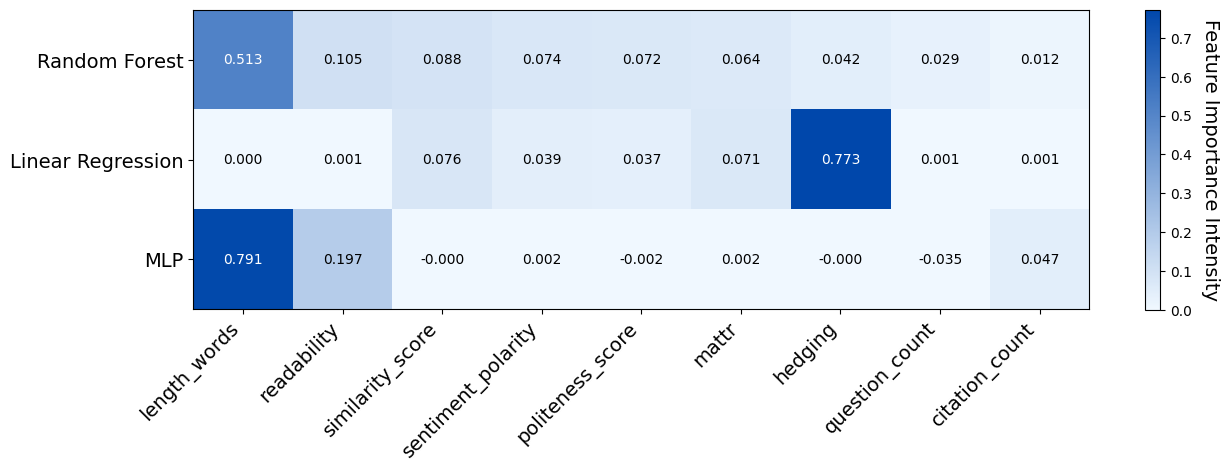 Random Forest 0.513 0.105 0.088 0.074 0.072 0.064 0.042 0.029 0.012
Linear Regression 0.000 0.001 0.076 0.039 0.037 0.071 0.773 0.001 0.001
MLP 0.791 0.197 -0.000 0.002 -0.002 0.002 -0.000 -0.035 0.047
length_words readability similarity_score sentiment_polarity politeness_score mattr hedging question_count citation_count
0.7
0.6
0.5
0.4
0.3
0.2
0.1
0.0
Feature Importance Intensity